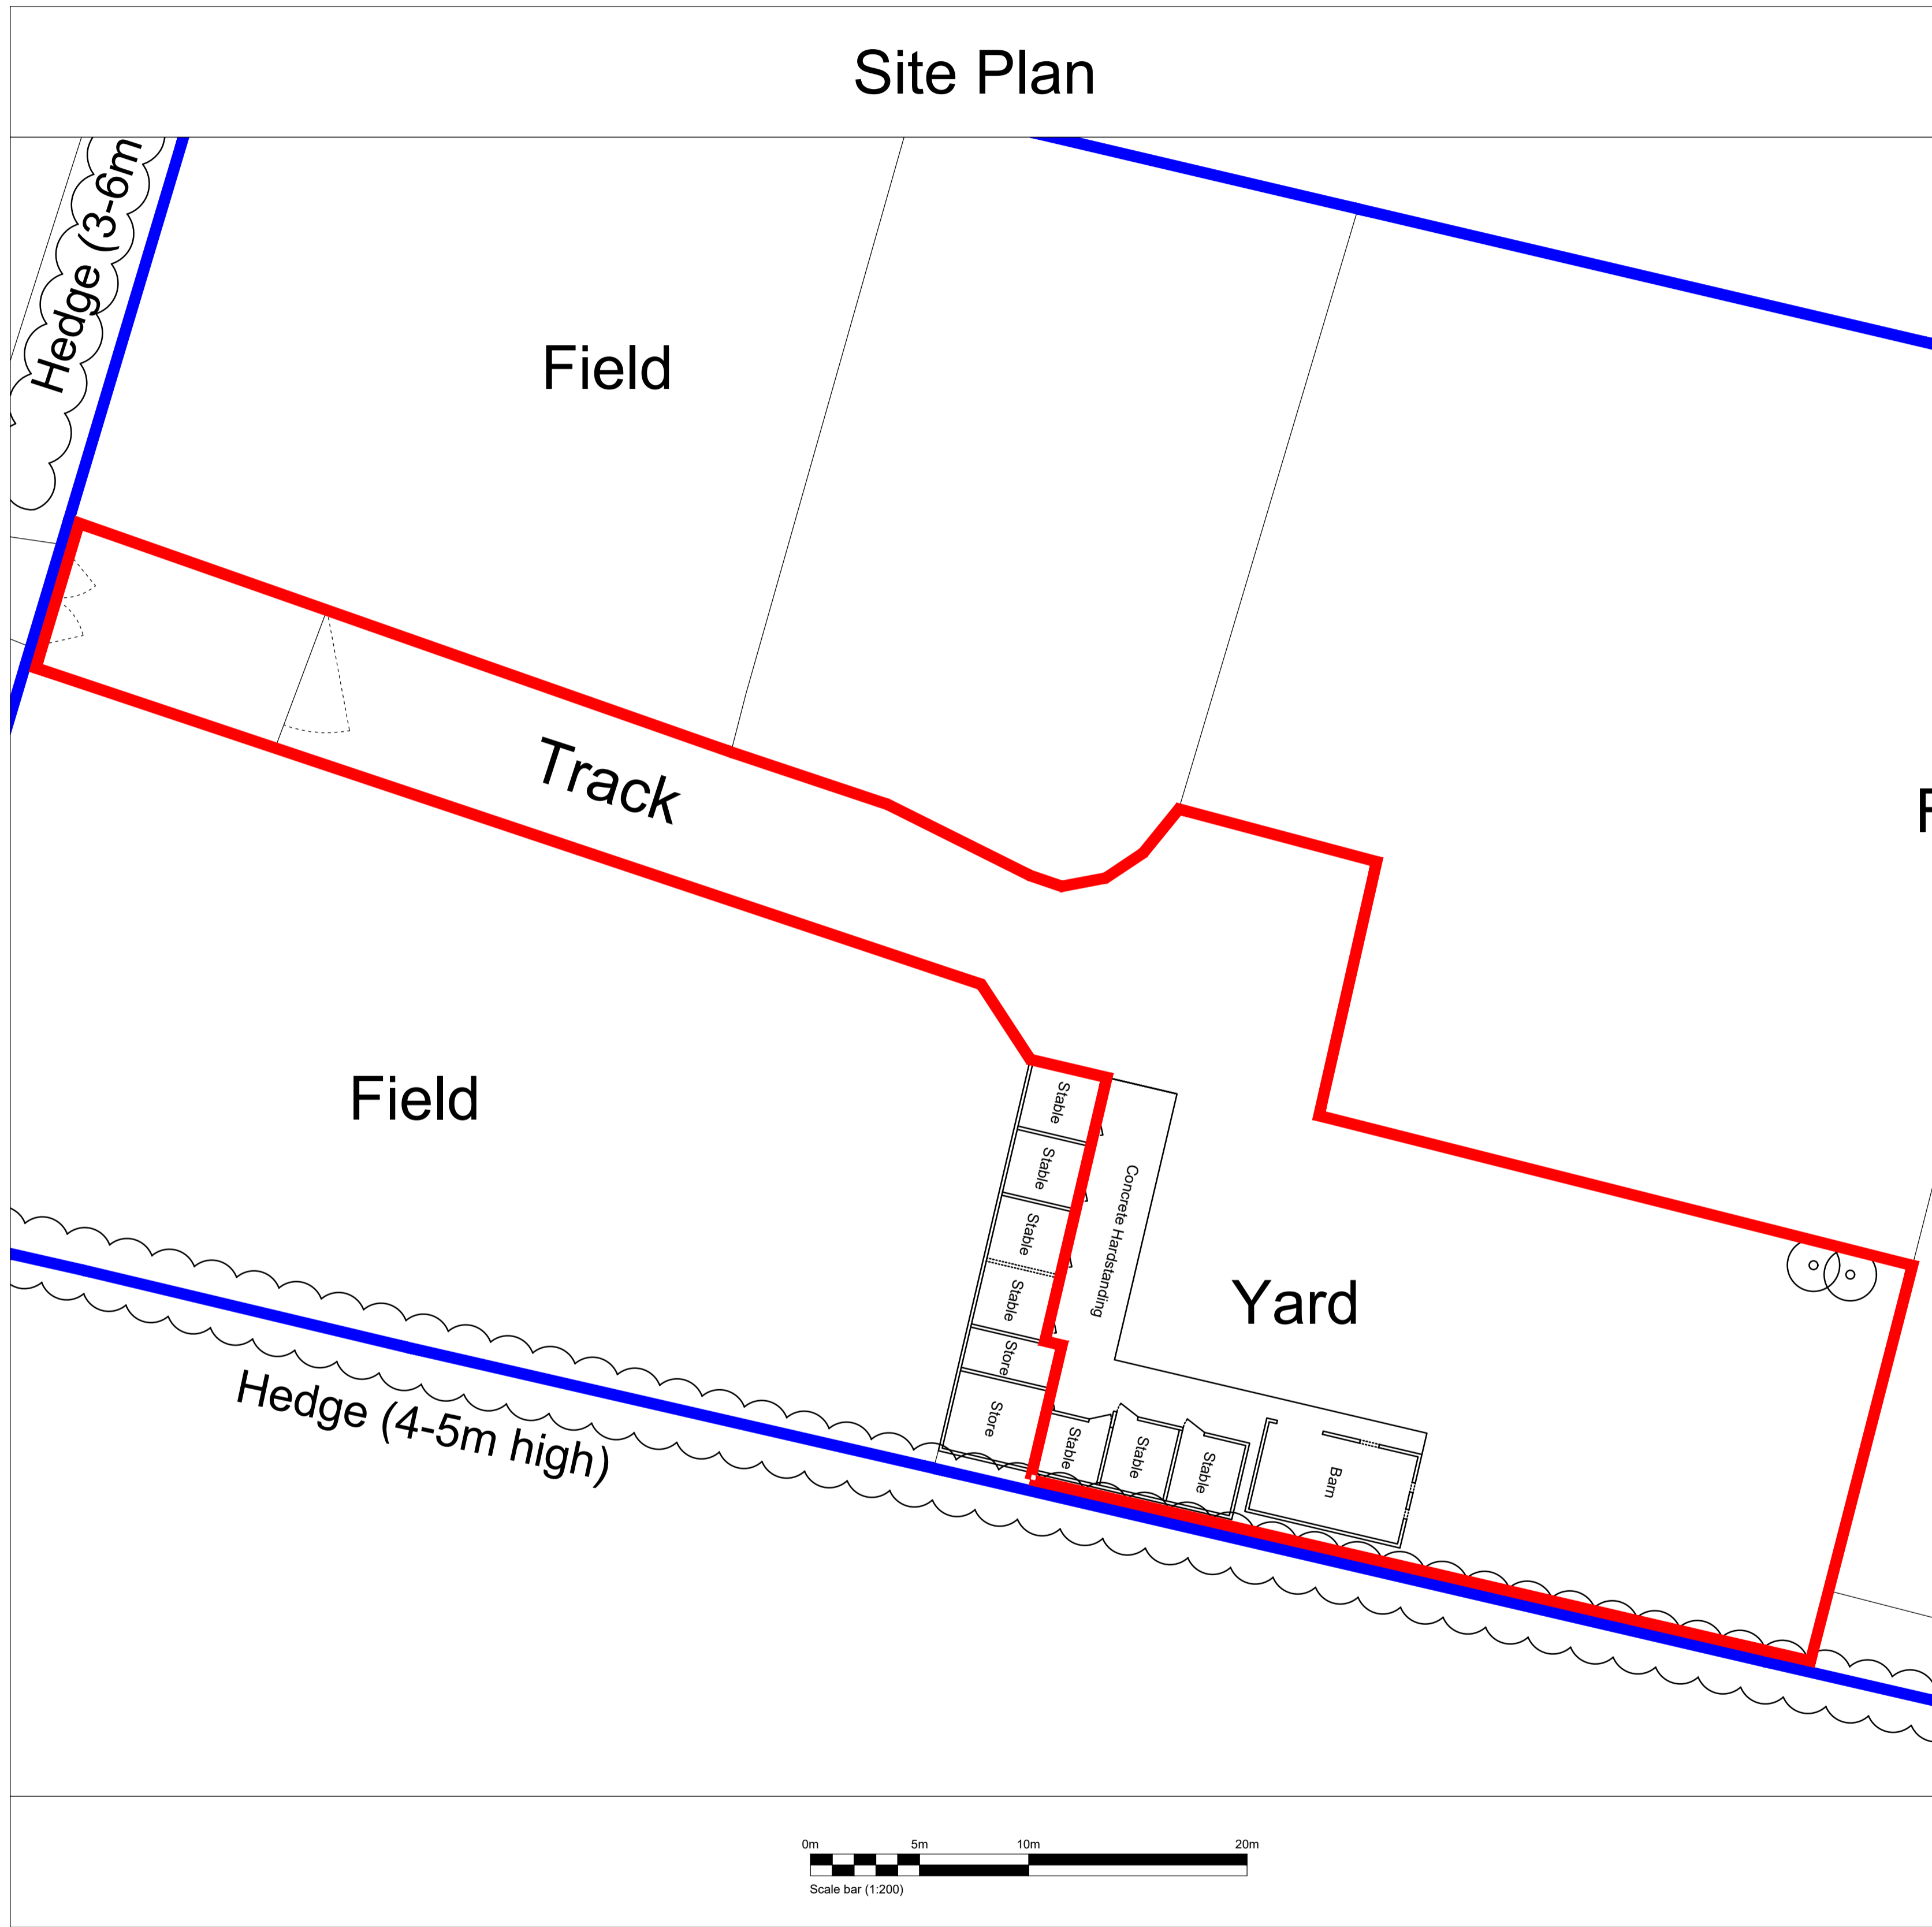 Site Plan
Hedge (3-6m
Field
Track
F
Field
Stable
Stable
Stable
Stable
Store
Store
Concrete Hardstanding
Yard
Stable
Stable
Stable
Barn
Hedge (4-5m high)
0m 5m 10m 20m
Scale bar (1:200)